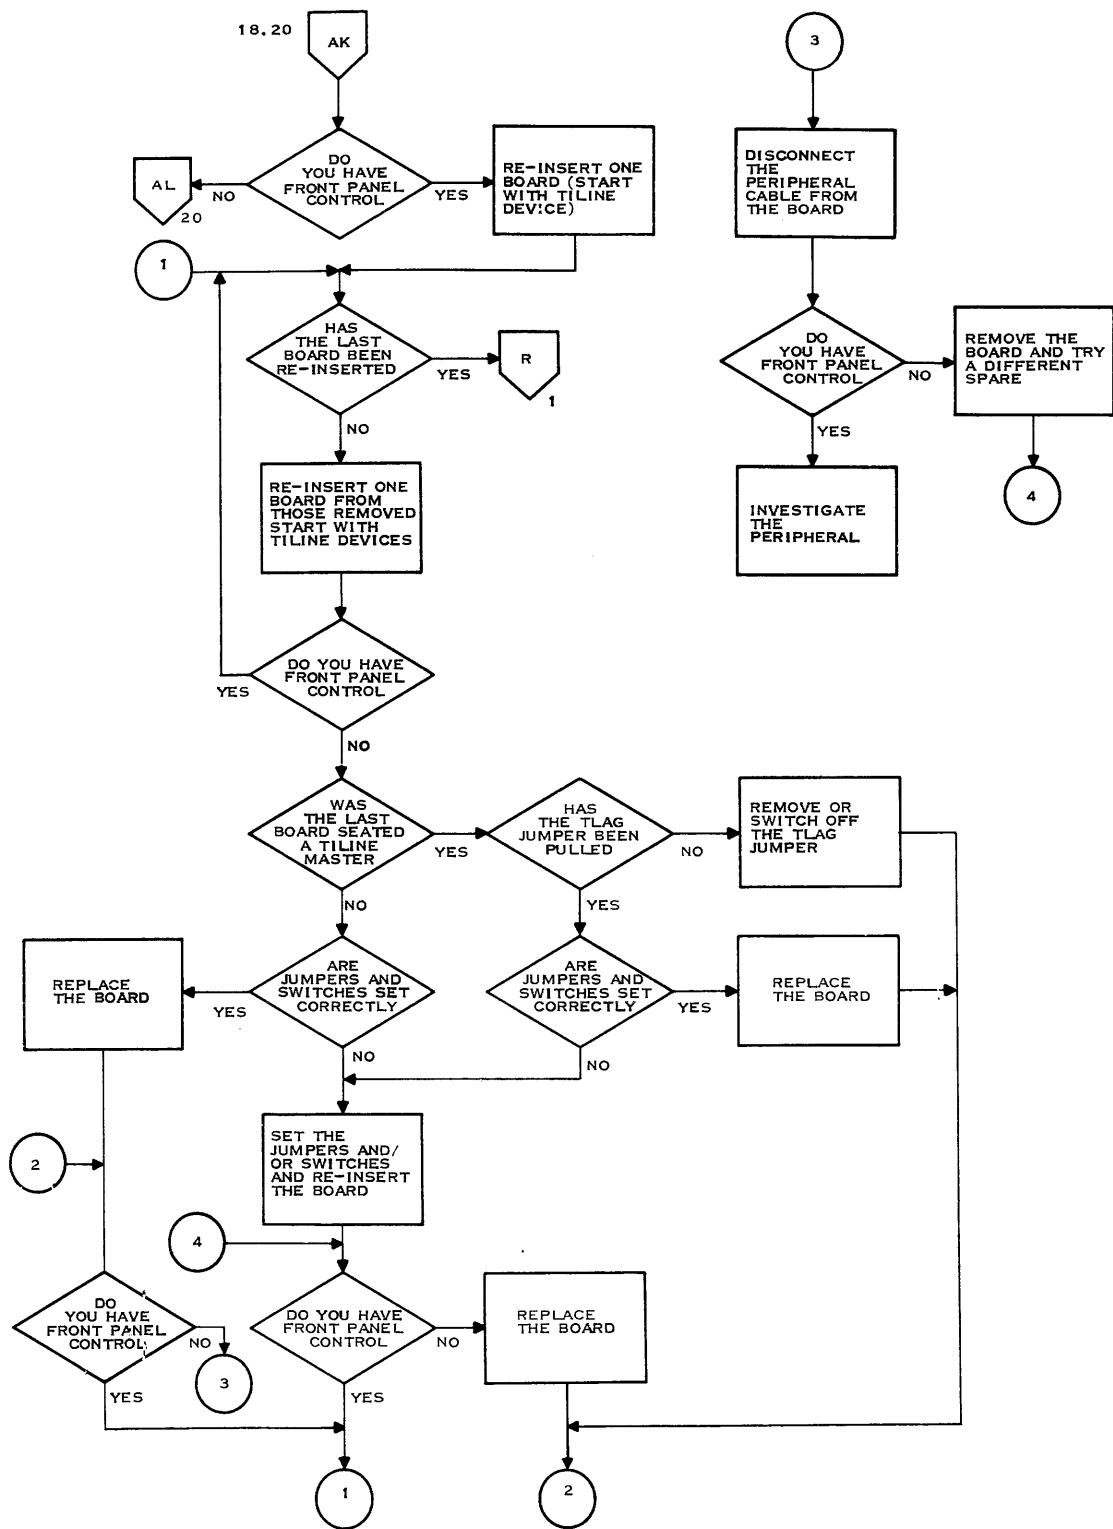 18.20
AK
DO
YOU HAVE
FRONT PANEL
CONTROL
NO
YES
AL
20
RE-INSERT ONE
BOARD (START
WITH TILINE
DEVICE)
1
HAS
THE LAST
BOARD BEEN
RE-INSERTED
YES
R
1
NO
RE-INSERT ONE
BOARD FROM
THOSE REMOVED
START WITH
TILINE DEVICES
DO YOU HAVE
FRONT PANEL
CONTROL
YES
NO
WAS
THE LAST
BOARD SEATED
A TILINE
MASTER
YES
NO
HAS
THE TLAG
JUMPER BEEN
PULLED
NO
YES
REMOVE OR
SWITCH OFF
THE TLAG
JUMPER
REPLACE
THE BOARD
ARE
JUMPERS AND
SWITCHES SET
CORRECTLY
YES
NO
ARE
JUMPERS AND
SWITCHES SET
CORRECTLY
YES
NO
REPLACE
THE BOARD
SET THE
JUMPERS AND/
OR SWITCHES
AND RE-INSERT
THE BOARD
2
4
DO
YOU HAVE
FRONT PANEL
CONTROL
NO
YES
3
DO YOU HAVE
FRONT PANEL
CONTROL
NO
YES
REPLACE
THE BOARD
1
2
3
DISCONNECT
THE
PERIPHERAL
CABLE FROM
THE BOARD
DO
YOU HAVE
FRONT PANEL
CONTROL
NO
YES
REMOVE THE
BOARD AND TRY
A DIFFERENT
SPARE
4
INVESTIGATE
THE
PERIPHERAL